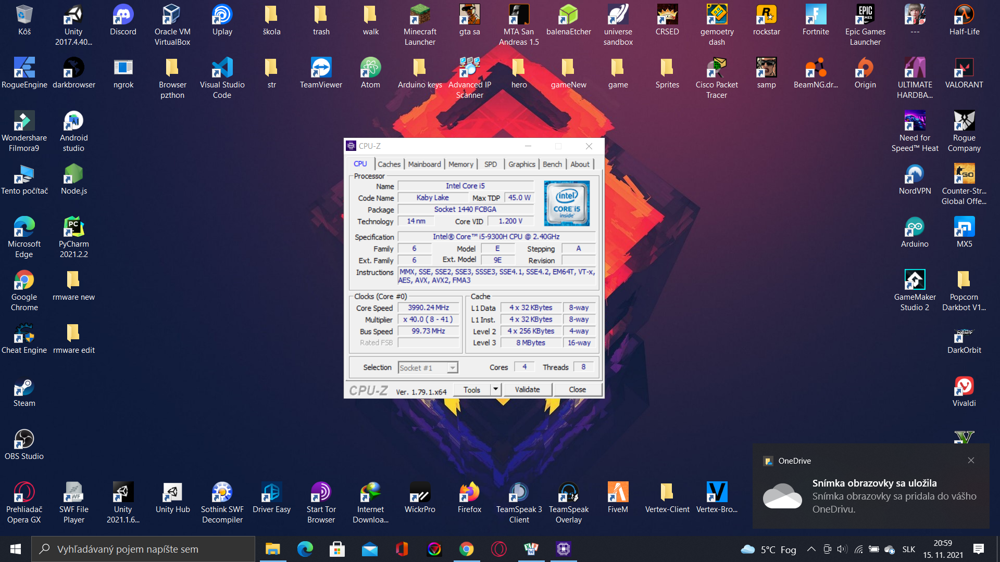 Kôš
Unity
2017.4.40...
Discord
Oracle VM
VirtualBox
Uplay
škola
trash
walk
Minecraft
Launcher
gta sa
MTA San
Andreas 1.5
balenaEtcher
universe
sandbox
CRSED
gemoetry
dash
rockstar
Fortnite
Epic Games
Launcher
---
Half-Life
RogueEngine
darkbrowser
ngrok
Browser
pzthon
Visual Studio
Code
str
TeamViewer
Atom
Arduino keys
Advanced IP
Scanner
hero
gameNew
game
Sprites
Cisco Packet
Tracer
samp
BeamNG.dr...
Origin
ULTIMATE
HARDBA...
VALORANT
Wondershare
Filmora9
Android
studio
Need for
Speed™ Heat
Rogue
Company
Tento počítač
Node.js
NordVPN
Counter-Str...
Global Offe...
Microsoft
Edge
PyCharm
2021.2.2
Arduino
MX5
Google
Chrome
rmware new
GameMaker
Studio 2
Popcorn
Darkbot V1...
Cheat Engine
rmware edit
DarkOrbit
Steam
Vivaldi
OBS Studio
CPU-Z
CPU Caches Mainboard Memory SPD Graphics Bench About
Processor
Name Intel Core i5
Code Name Kaby Lake Max TDP 45.0 W
Package Socket 1440 FCBGA
Technology 14 nm Core VID 1.200 V
intel
CORE i5
inside
Specification Intel® Core™ i5-9300H CPU @ 2.40GHz
Family 6 Model E Stepping A
Ext. Family 6 Ext. Model 9E Revision
Instructions MMX, SSE, SSE2, SSE3, SSSE3, SSE4.1, SSE4.2, EM64T, VT-x,
AES, AVX, AVX2, FMA3
Clocks (Core #0)
Core Speed 3990.24 MHz
Multiplier x 40.0 ( 8 - 41 )
Bus Speed 99.73 MHz
Rated FSB
Cache
L1 Data 4 x 32 KBytes 8-way
L1 Inst. 4 x 32 KBytes 8-way
Level 2 4 x 256 KBytes 4-way
Level 3 8 MBytes 16-way
Selection Socket #1 Cores 4 Threads 8
CPU-Z Ver. 1.79.1.x64 Tools Validate Close
OneDrive
Snímka obrazovky sa uložila
Snímka obrazovky sa pridala do vášho
OneDrivu.
Prehliadač
Opera GX
SWF File
Player
Unity
2021.1.6...
Unity Hub
Sothink SWF
Decompiler
Driver Easy
Start Tor
Browser
Internet
Downloa...
WickrPro
Firefox
TeamSpeak 3
Client
TeamSpeak
Overlay
FiveM
Vertex-Client
Vertex-Bro...
Vyhľadávaný pojem napíšte sem
5°C Fog
SLK
20:59
15. 11. 2021